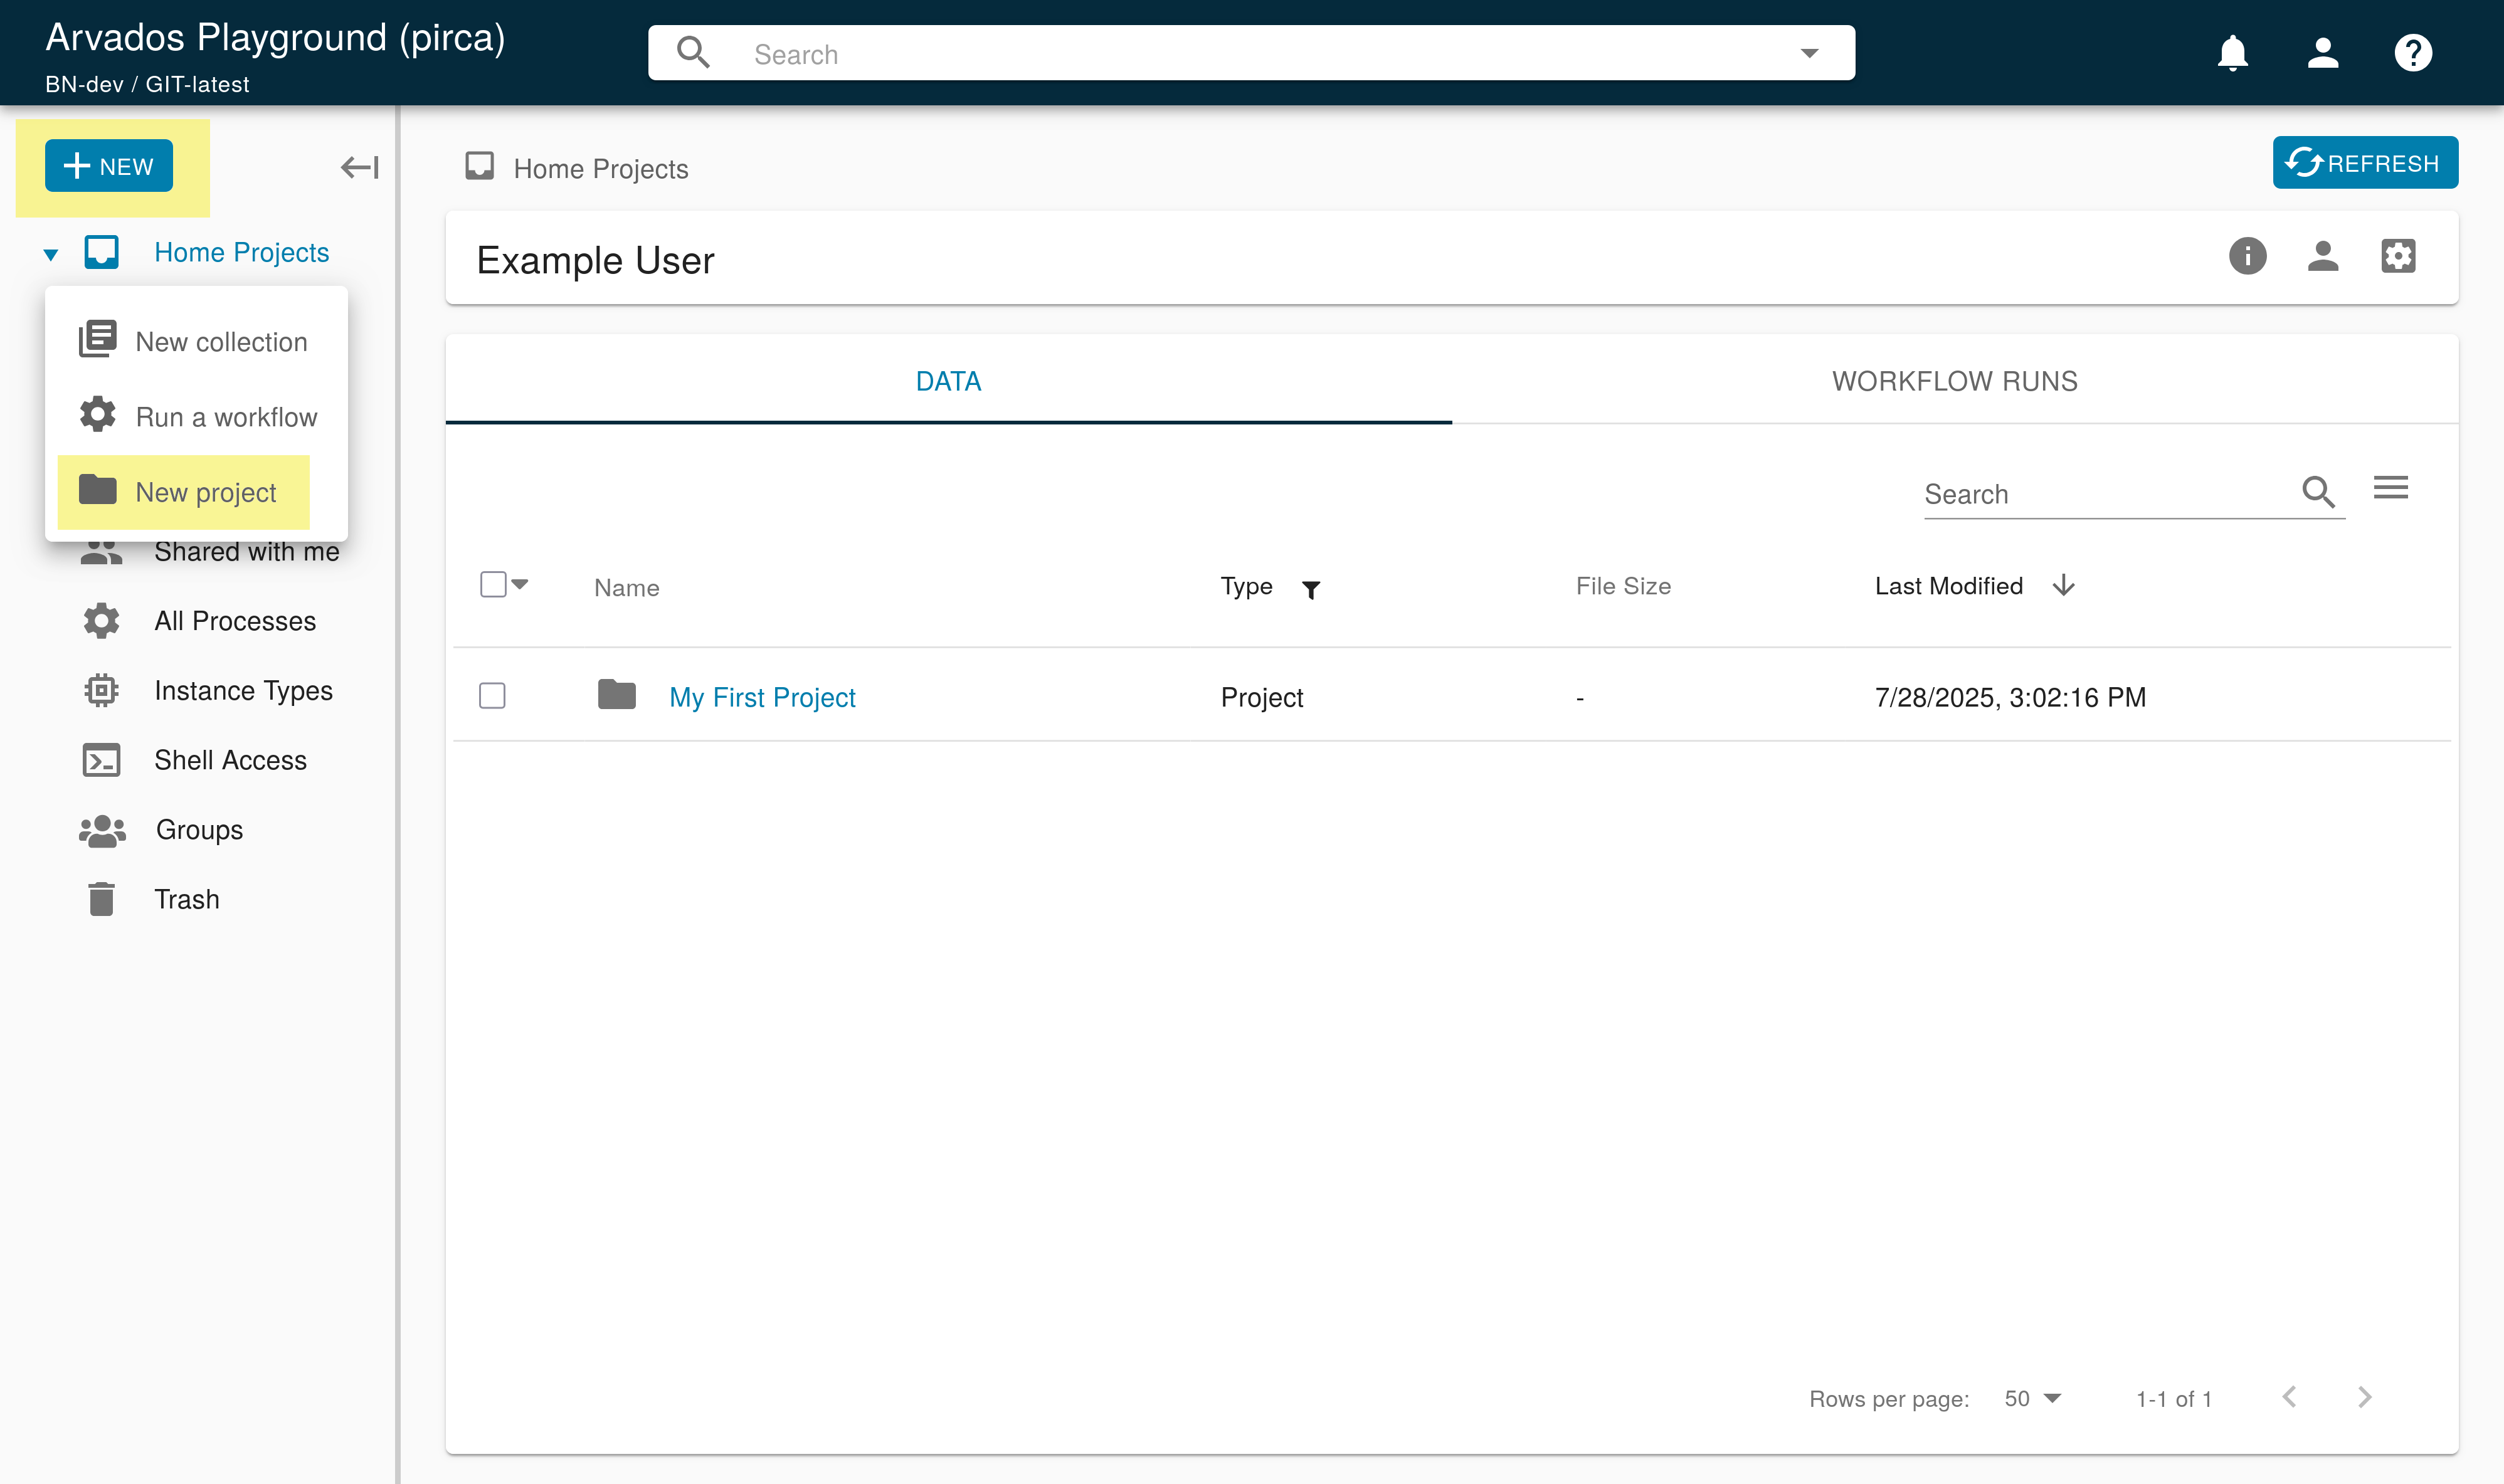 Arvados Playground (pirca)
BN-dev / GIT-latest
Search
NEW
Home Projects
New collection
Run a workflow
New project
Shared with me
All Processes
Instance Types
Shell Access
Groups
Trash
Home Projects
REFRESH
Example User
DATA
WORKFLOW RUNS
Search
Name Type File Size Last Modified
My First Project Project - 7/28/2025, 3:02:16 PM
Rows per page: 50 1-1 of 1